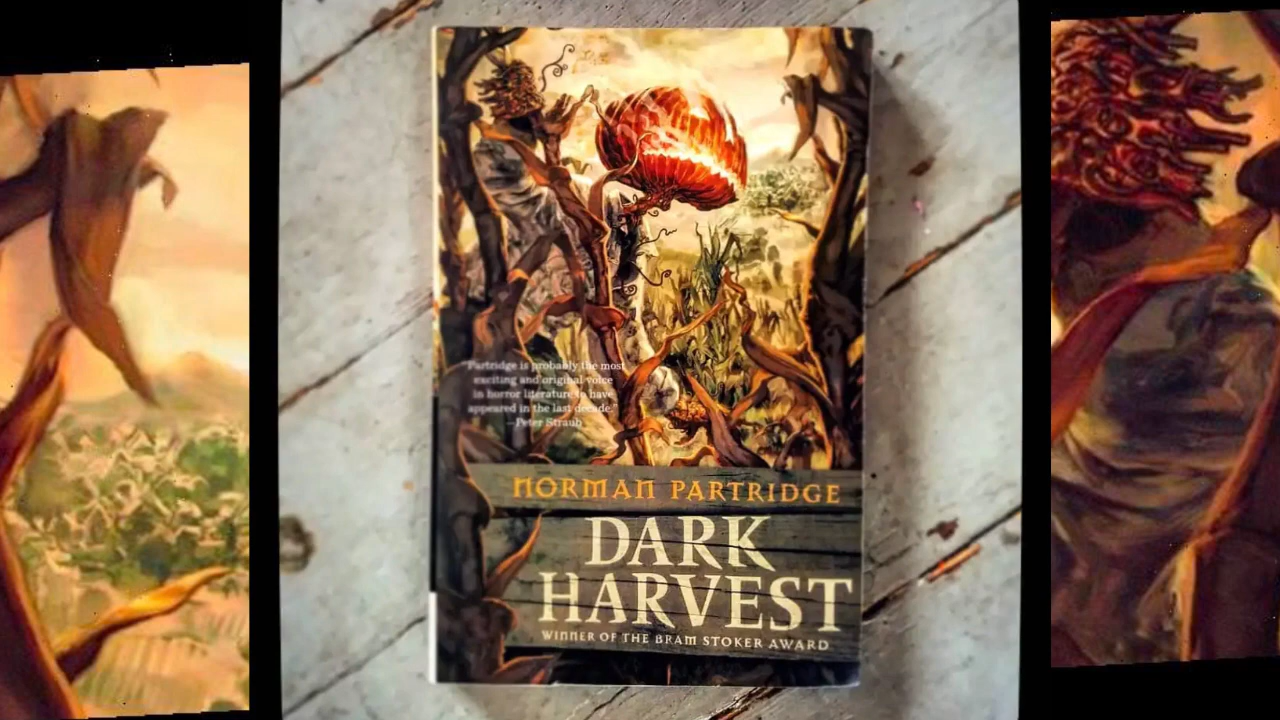 "Partridge is probably the most
exciting and original voice
in horror literature to have
appeared in the last decade."
—Peter Straub
NORMAN PARTRIDGE
DARK
HARVEST
WINNER OF THE BRAM STOKER AWARD